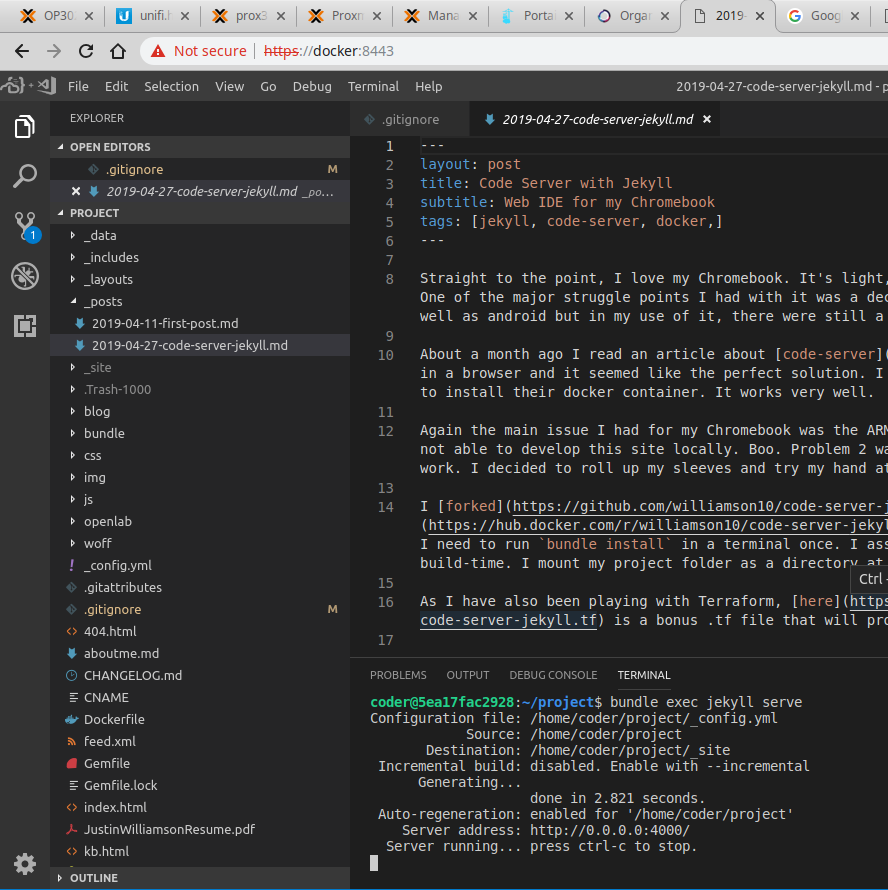 OP30.
unifi.h
prox3
Proxm
Mana
Portai
Organ
2019-
Googl
Not secure
https://docker:8443
File Edit Selection View Go Debug Terminal Help
2019-04-27-code-server-jekyll.md - p
EXPLORER
OPEN EDITORS
.gitignore M
2019-04-27-code-server-jekyll.md _po...
1
PROJECT
_data
_includes
_layouts
_posts
2019-04-11-first-post.md
2019-04-27-code-server-jekyll.md
_site
.Trash-1000
blog
bundle
css
img
js
openlab
woff
_config.yml
.gitattributes
.gitignore M
404.html
aboutme.md
CHANGELOG.md
CNAME
Dockerfile
feed.xml
Gemfile
Gemfile.lock
index.html
JustinWilliamsonResume.pdf
kb.html
OUTLINE
.gitignore
2019-04-27-code-server-jekyll.md
1 ---
2 layout: post
3 title: Code Server with Jekyll
4 subtitle: Web IDE for my Chromebook
5 tags: [jekyll, code-server, docker,]
6 ---
7
8 Straight to the point, I love my Chromebook. It's light,
One of the major struggle points I had with it was a dec
well as android but in my use of it, there were still a
9
10 About a month ago I read an article about [code-server](
in a browser and it seemed like the perfect solution. I
to install their docker container. It works very well.
11
12 Again the main issue I had for my Chromebook was the ARM
not able to develop this site locally. Boo. Problem 2 wa
work. I decided to roll up my sleeves and try my hand at
13
14 I [forked](https://github.com/williamson10/code-server-j
(https://hub.docker.com/r/williamson10/code-server-jekyl
I need to run `bundle install` in a terminal once. I ass
build-time. I mount my project folder as a directory at
Ctrl
15
16 As I have also been playing with Terraform, [here](https
code-server-jekyll.tf) is a bonus .tf file that will pro
17
PROBLEMS OUTPUT DEBUG CONSOLE TERMINAL
coder@5ea17fac2928:~/project$ bundle exec jekyll serve
Configuration file: /home/coder/project/_config.yml
Source: /home/coder/project
Destination: /home/coder/project/_site
Incremental build: disabled. Enable with --incremental
Generating...
done in 2.821 seconds.
Auto-regeneration: enabled for '/home/coder/project'
Server address: http://0.0.0.0:4000/
Server running... press ctrl-c to stop.